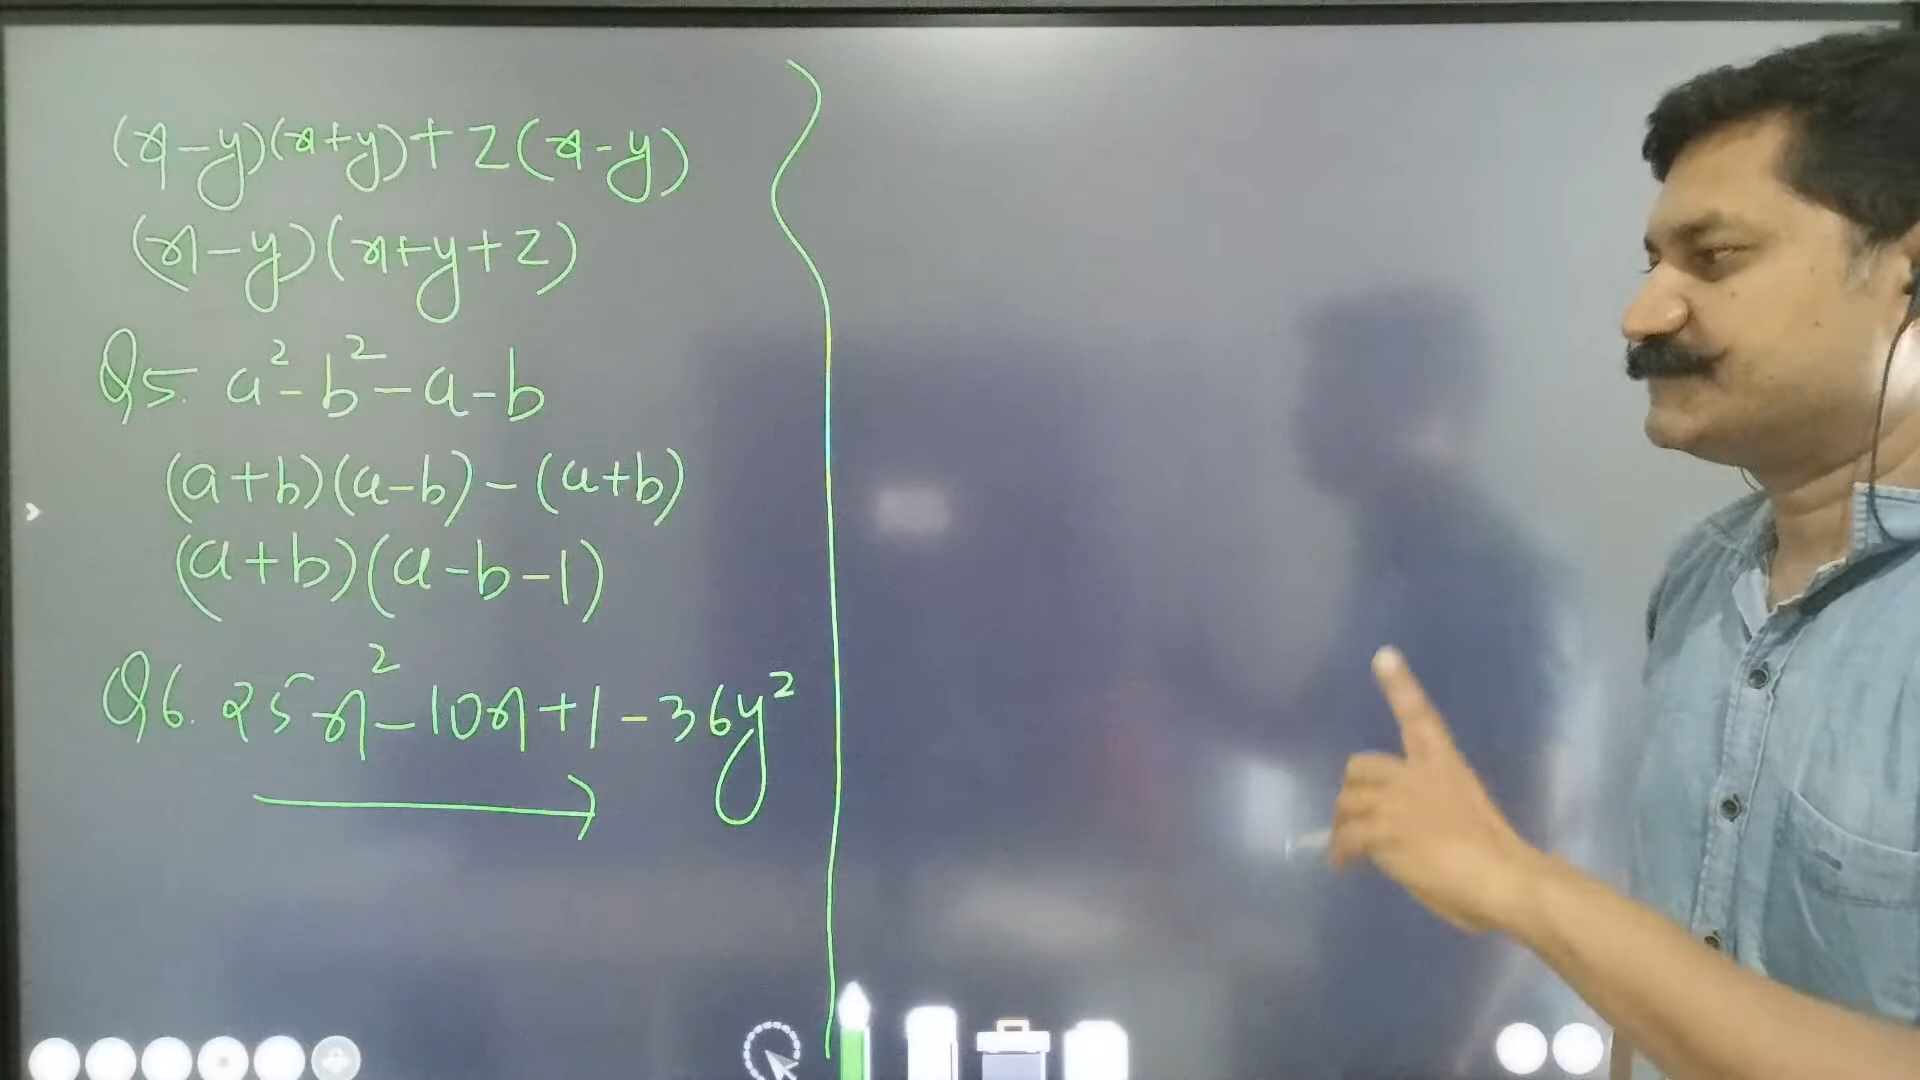 (x-y)(x+y)+z(x-y)
(x-y)(x+y+z)
Q5. a²-b²-a-b
(a+b)(a-b)-(a+b)
(a+b)(a-b-1)
Q6. 25x²-10x+1-36y²